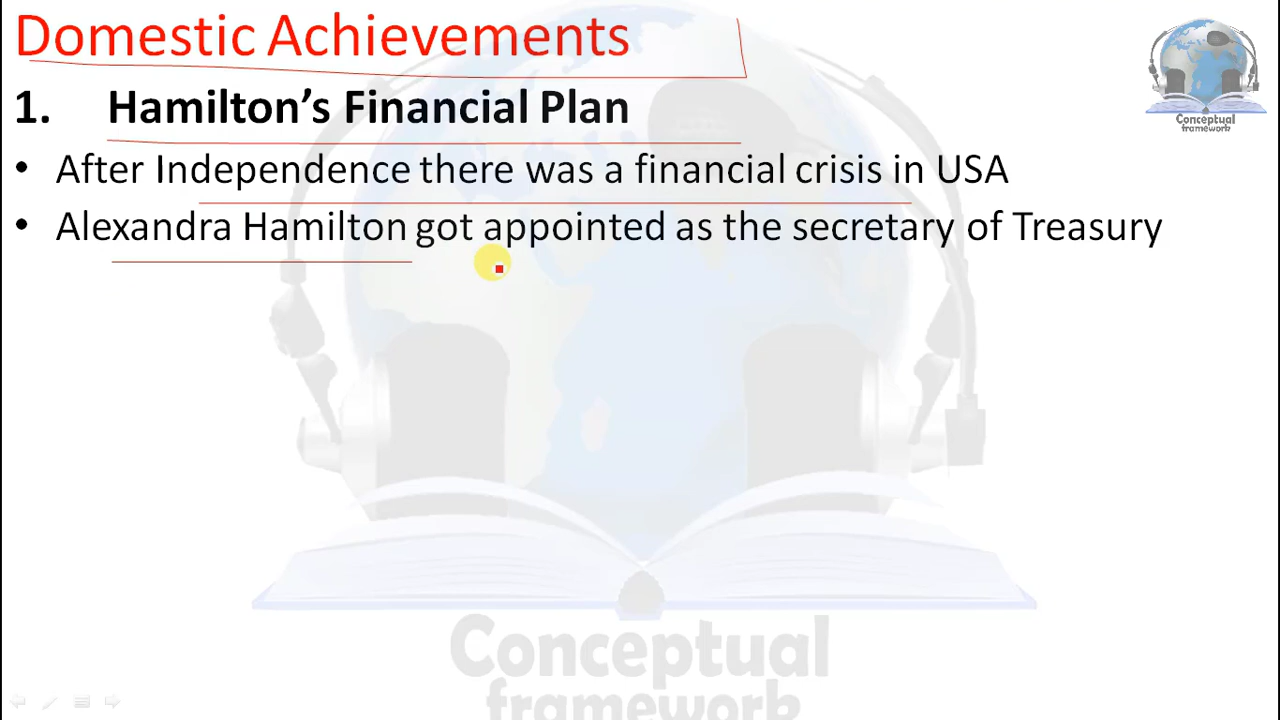 Domestic Achievements
Conceptual
framework
1. Hamilton's Financial Plan
• After Independence there was a financial crisis in USA
• Alexandra Hamilton got appointed as the secretary of Treasury
Conceptual
framework